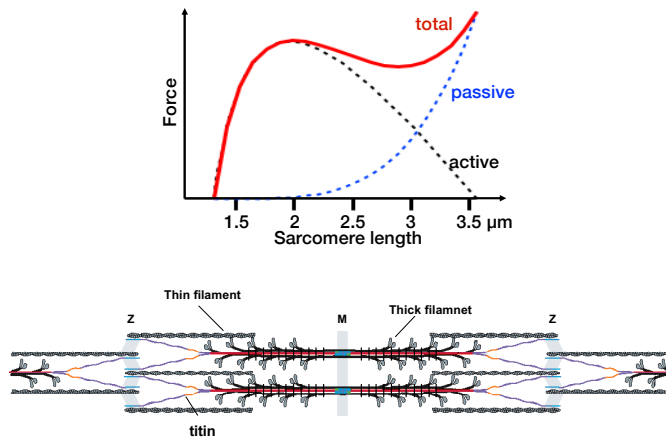 total
Force
passive
active
1.5 2 2.5 3 3.5 μm
Sarcomere length
Thin filament
M
Thick filamnet
Z
Z
titin